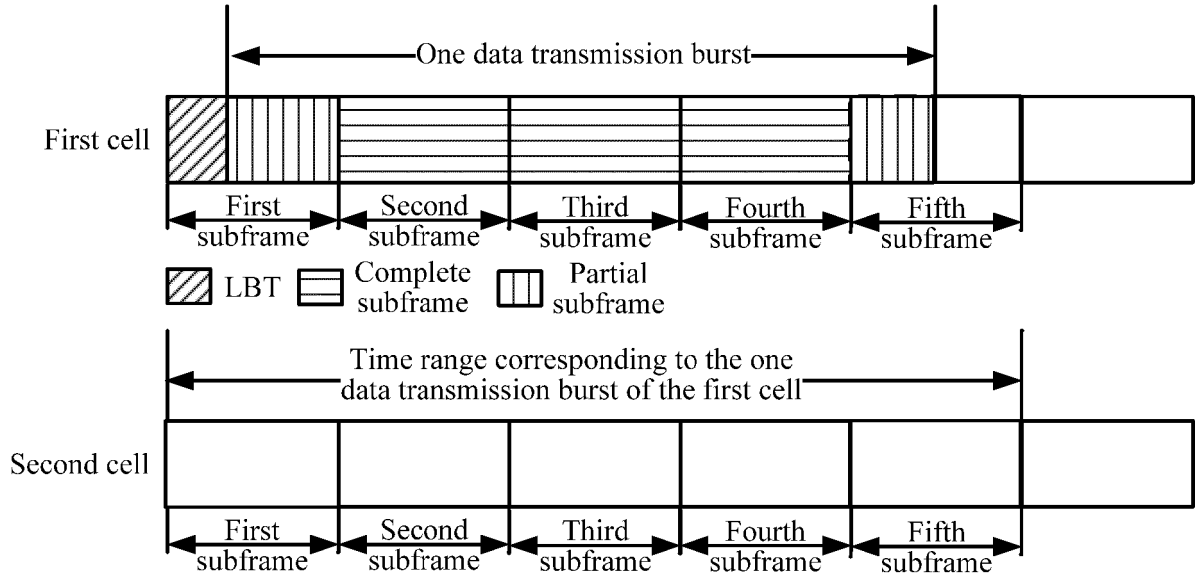 One data transmission burst
First cell
First Second Third Fourth Fifth
subframe subframe subframe subframe subframe
LBT Complete subframe Partial subframe
Time range corresponding to the one
data transmission burst of the first cell
Second cell
First Second Third Fourth Fifth
subframe subframe subframe subframe subframe